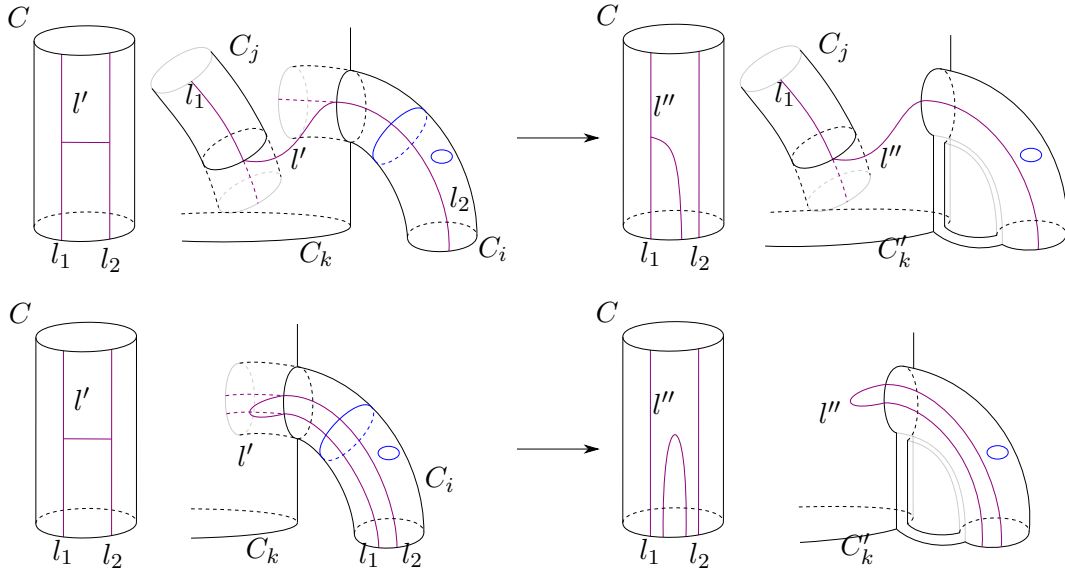 C C_j l' l_1 l' l_2 l_1 l_2 C_k C_i
C C_j l'' l_1 l'' l_1 l_2 C'_k
C l' l' C_i l_1 l_2 C_k l_1 l_2
C l'' l'' l_1 l_2 C'_k